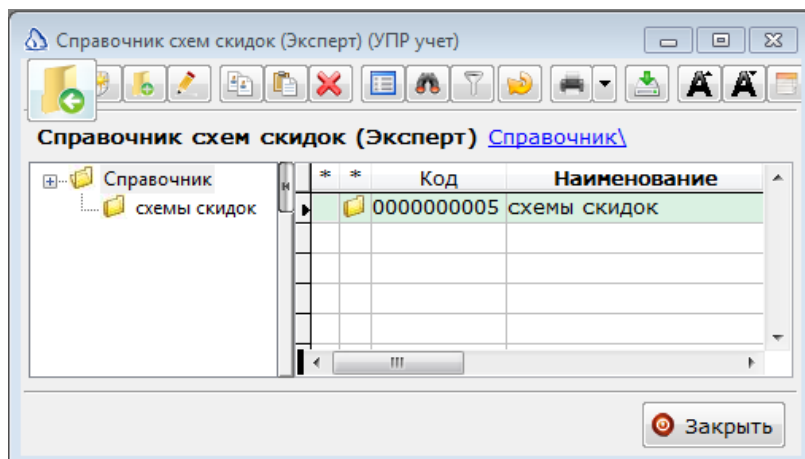 Справочник схем скидок (Эксперт) (УПР учет)
Справочник схем скидок (Эксперт) Справочник\
Справочник
схемы скидок
* * Код Наименование
0000000005 схемы скидок
Закрыть